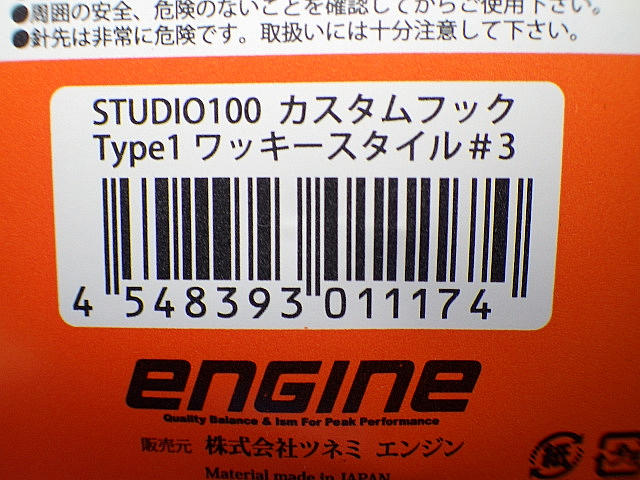 ●周囲の安全、危険のないことを確認してからご使用下さい。
●針先は非常に危険です。取扱いには十分注意して下さい。
STUDIO100 カスタムフック
Type1 ワッキースタイル#3
4 548393 011174
engine
Quality Balance & Ism For Peak Performance
販売元 株式会社ツネミ エンジン
紙
Material made in JAPAN